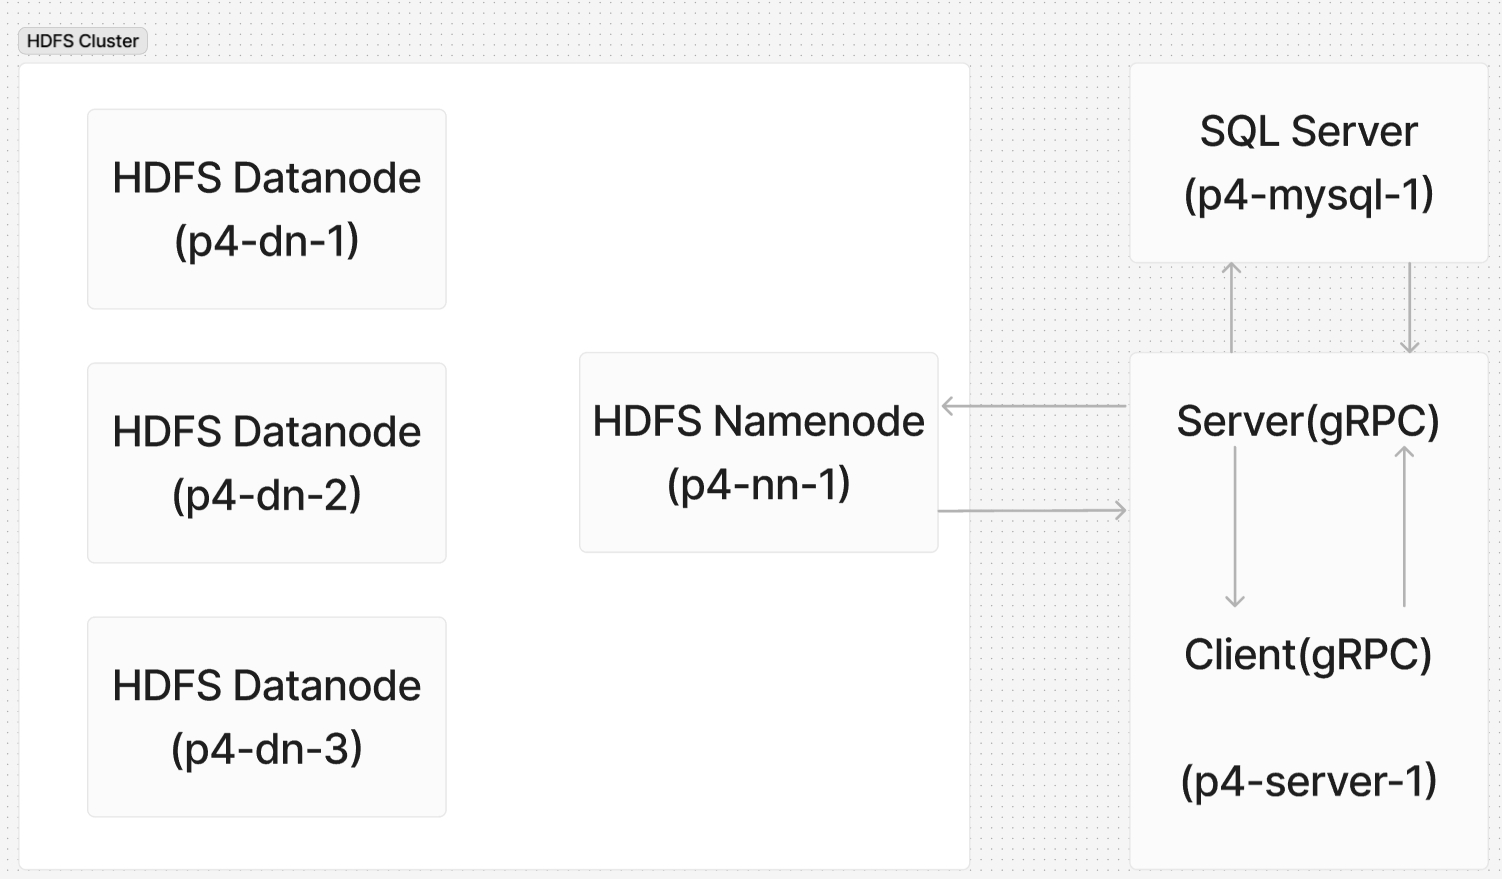 HDFS Cluster
HDFS Datanode
(p4-dn-1)
HDFS Datanode
(p4-dn-2)
HDFS Datanode
(p4-dn-3)
HDFS Namenode
(p4-nn-1)
SQL Server
(p4-mysql-1)
Server(gRPC)
Client(gRPC)
(p4-server-1)